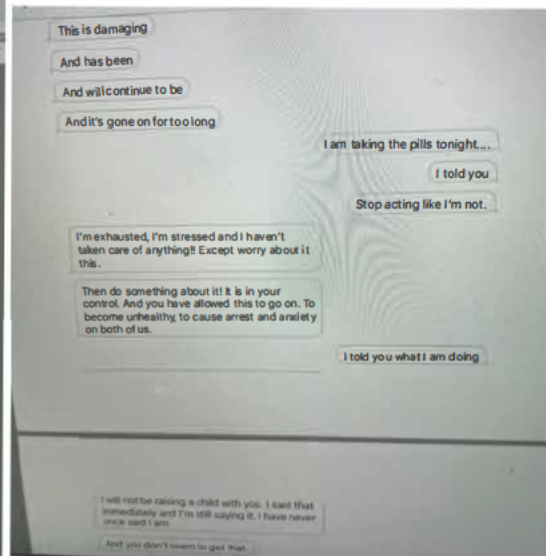 This is damaging
And has been
And will continue to be
And it's gone on for too long
I am taking the pills tonight....
I told you
Stop acting like I'm not.
I'm exhausted, I'm stressed and I haven't
taken care of anything!! Except worry about it
this.
Then do something about it! It is in your
control. And you have allowed this to go on. To
become unhealthy, to cause arrest and anxiety
on both of us.
I told you what I am doing
I will not be raising a child with you. I said that
immediately and I'm still saying it. I have never
once said I am
And you don't seem to get that.